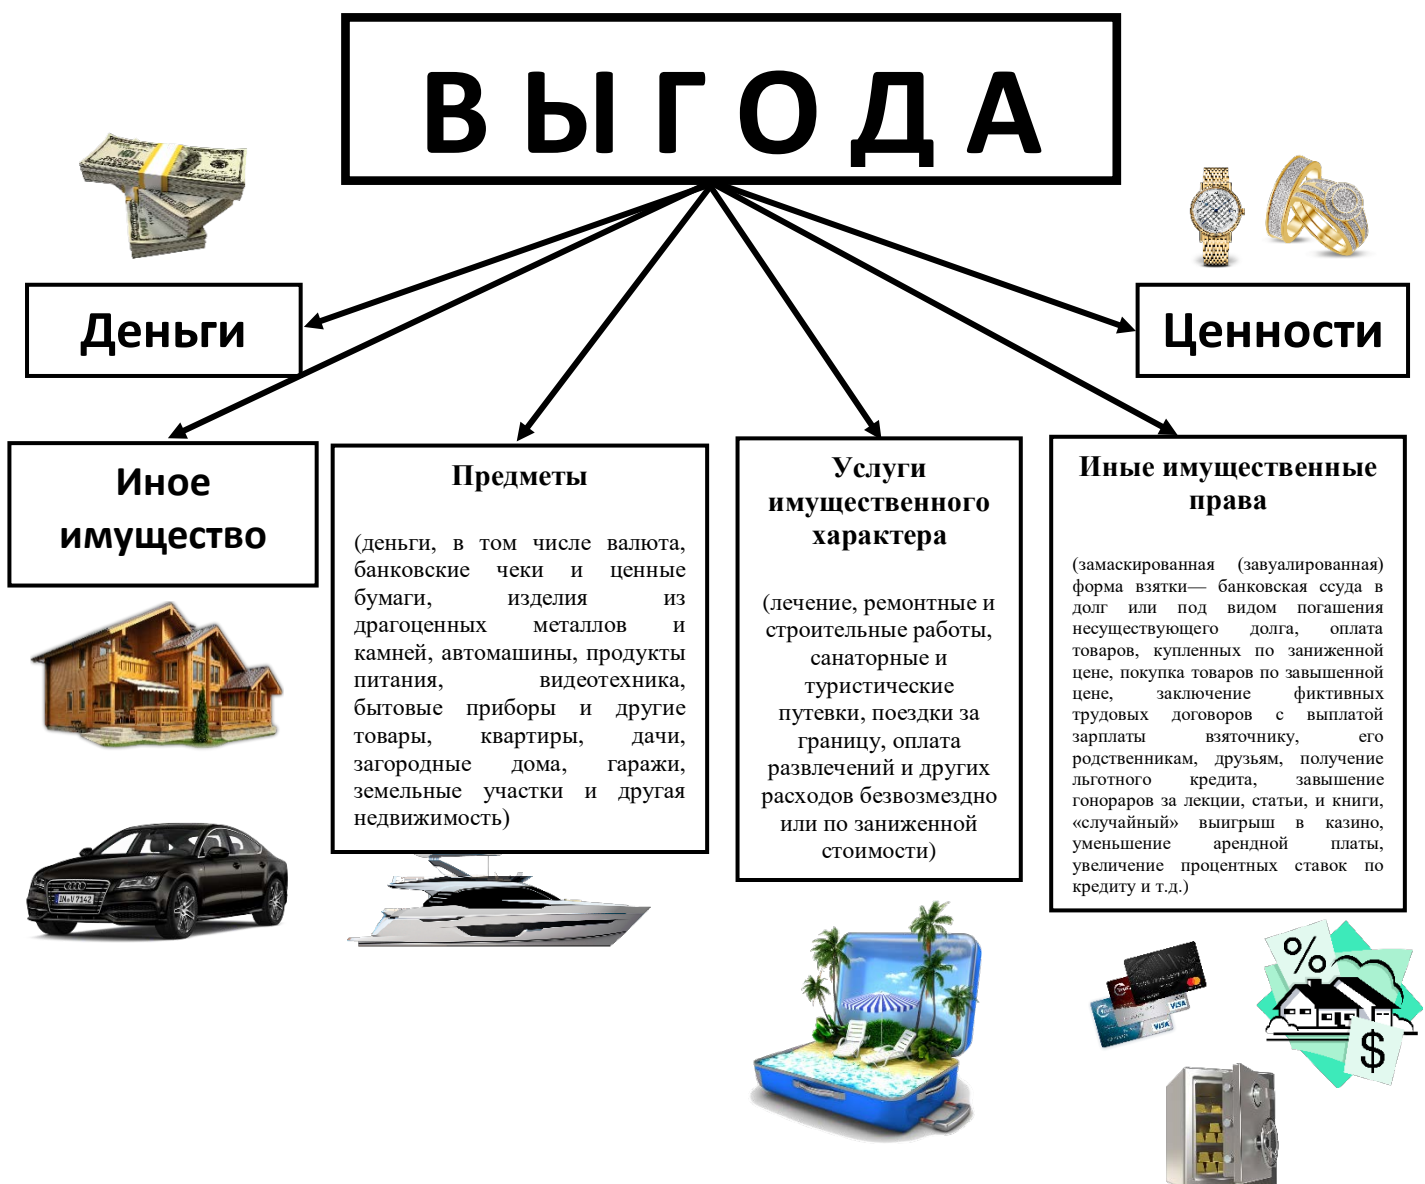 ВЫГОДА
Деньги
Ценности
Иное
имущество
Предметы
(деньги, в том числе валюта,
банковские чеки и ценные
бумаги, изделия из
драгоценных металлов и
камней, автомашины, продукты
питания, видеотехника,
бытовые приборы и другие
товары, квартиры, дачи,
загородные дома, гаражи,
земельные участки и другая
недвижимость)
Услуги
имущественного
характера
(лечение, ремонтные и
строительные работы,
санаторные и
туристические
путевки, поездки за
границу, оплата
развлечений и других
расходов безвозмездно
или по заниженной
стоимости)
Иные имущественные
права
(замаскированная (завуалированная)
форма взятки— банковская ссуда в
долг или под видом погашения
несуществующего долга, оплата
товаров, купленных по заниженной
цене, покупка товаров по завышенной
цене, заключение фиктивных
трудовых договоров с выплатой
зарплаты взяточнику, его
родственникам, друзьям, получение
льготного кредита, завышение
гонораров за лекции, статьи, и книги,
«случайный» выигрыш в казино,
уменьшение арендной платы,
увеличение процентных ставок по
кредиту и т.д.)
VISA
VISA
%
$